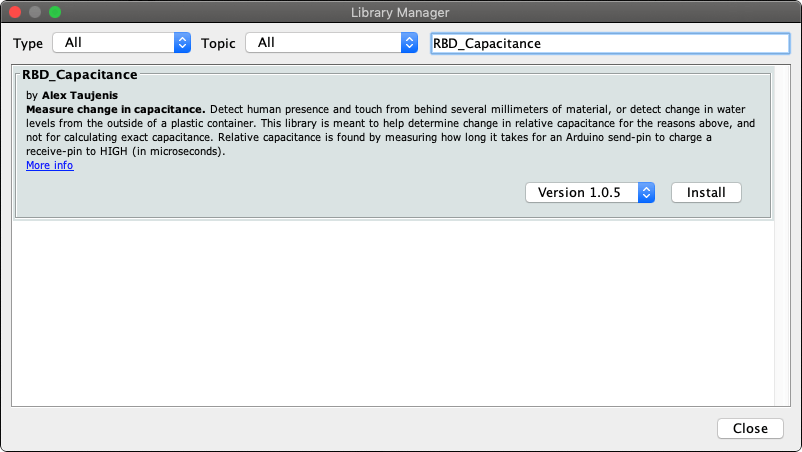 Library Manager
Type All Topic All RBD_Capacitance
RBD_Capacitance
by Alex Taujenis
Measure change in capacitance. Detect human presence and touch from behind several millimeters of material, or detect change in water
levels from the outside of a plastic container. This library is meant to help determine change in relative capacitance for the reasons above, and
not for calculating exact capacitance. Relative capacitance is found by measuring how long it takes for an Arduino send-pin to charge a
receive-pin to HIGH (in microseconds).
More info
Version 1.0.5 Install
Close